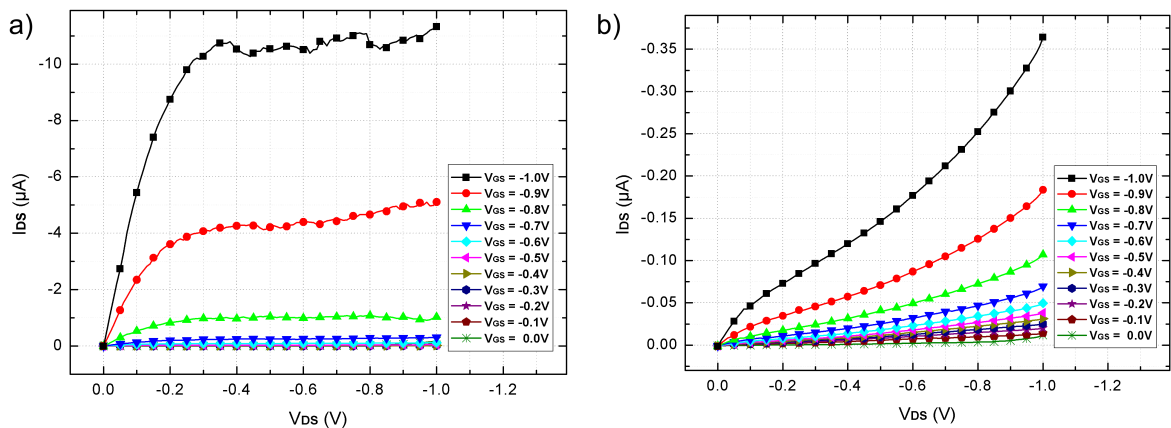 a)
-10
-8
-6
-4
-2
0
IDS (µA)
0.0 -0.2 -0.4 -0.6 -0.8 -1.0 -1.2
VDS (V)
VGS = -1.0V
VGS = -0.9V
VGS = -0.8V
VGS = -0.7V
VGS = -0.6V
VGS = -0.5V
VGS = -0.4V
VGS = -0.3V
VGS = -0.2V
VGS = -0.1V
VGS = 0.0V
b)
-0.35
-0.30
-0.25
-0.20
-0.15
-0.10
-0.05
0.00
IDS (µA)
0.0 -0.2 -0.4 -0.6 -0.8 -1.0 -1.2
VDS (V)
VGS = -1.0V
VGS = -0.9V
VGS = -0.8V
VGS = -0.7V
VGS = -0.6V
VGS = -0.5V
VGS = -0.4V
VGS = -0.3V
VGS = -0.2V
VGS = -0.1V
VGS = 0.0V